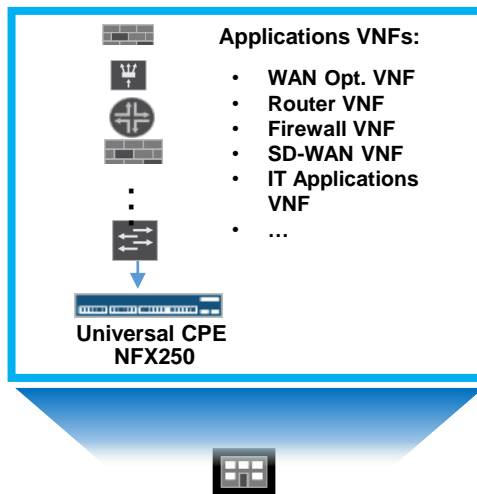 Applications VNFs:
• WAN Opt. VNF
• Router VNF
• Firewall VNF
• SD-WAN VNF
• IT Applications
VNF
• …
Universal CPE
NFX250